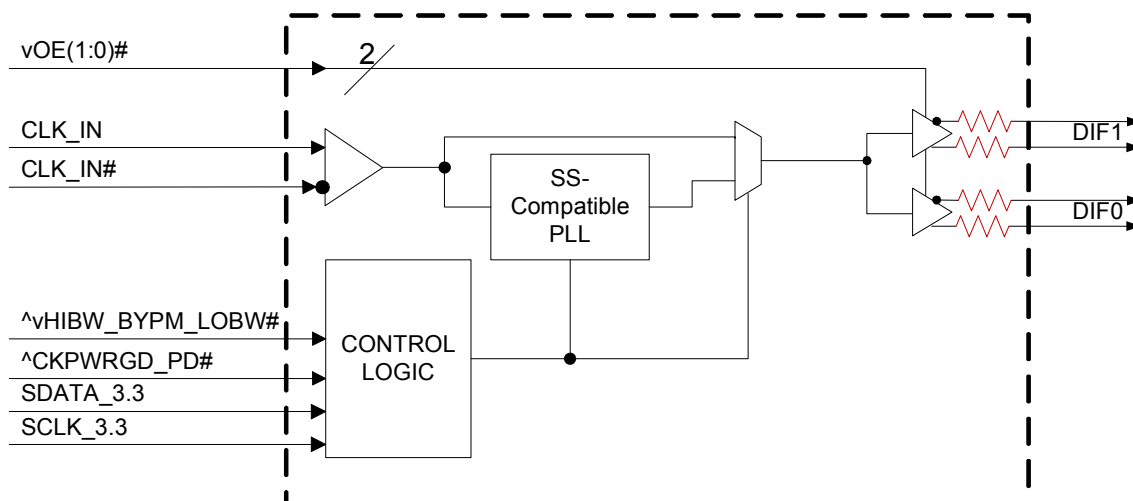 vOE(1:0)#
2
CLK_IN
DIF1
CLK_IN#
SS-
Compatible
PLL
DIF0
^vHIBW_BYPM_LOBW#
CONTROL
LOGIC
^CKPWRGD_PD#
SDATA_3.3
SCLK_3.3